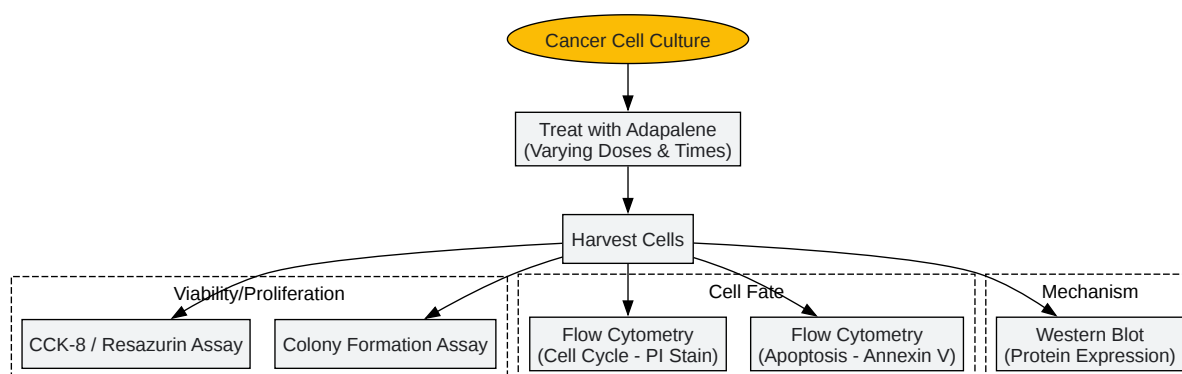 Cancer Cell Culture
Treat with Adapalene
(Varying Doses & Times)
Harvest Cells
Viability/Proliferation
Cell Fate
Mechanism
CCK-8 / Resazurin Assay
Colony Formation Assay
Flow Cytometry
(Cell Cycle - PI Stain)
Flow Cytometry
(Apoptosis - Annexin V)
Western Blot
(Protein Expression)